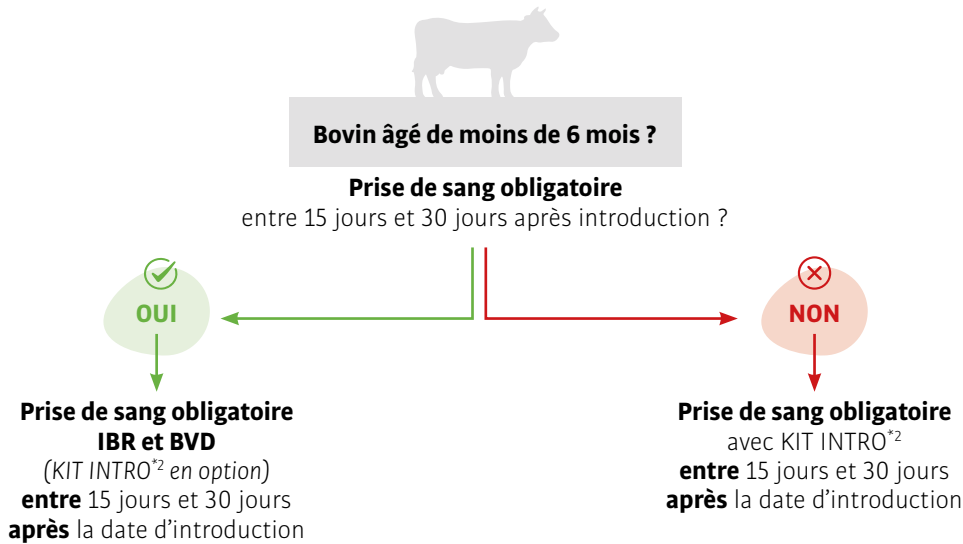 Bovin âgé de moins de 6 mois ?
Prise de sang obligatoire
entre 15 jours et 30 jours après introduction ?
OUI
NON
Prise de sang obligatoire
IBR et BVD
(KIT INTRO*2 en option)
entre 15 jours et 30 jours
après la date d’introduction
Prise de sang obligatoire
avec KIT INTRO*2
entre 15 jours et 30 jours
après la date d’introduction